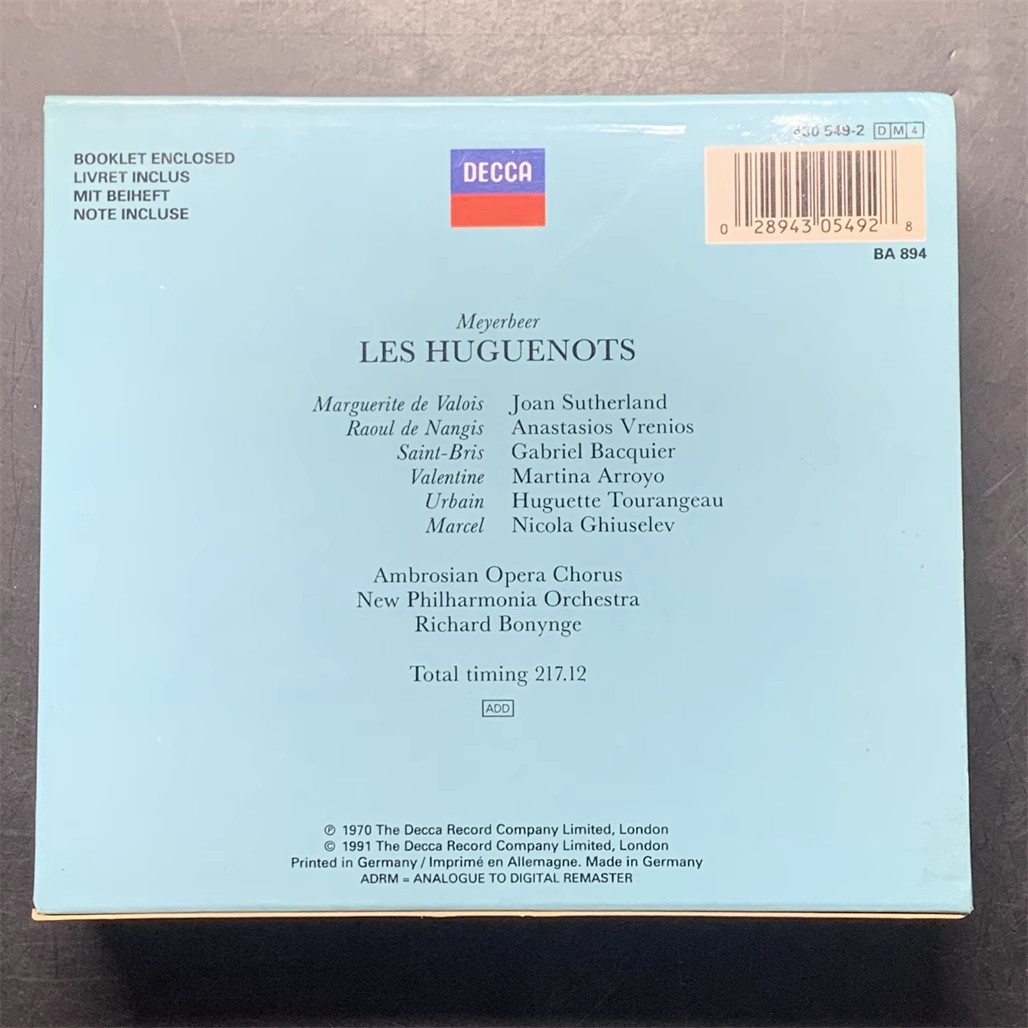 BOOKLET ENCLOSED
LIVRET INCLUS
MIT BEIHEFT
NOTE INCLUSE
DECCA
430 549-2 D M 4
0 28943 05492 8
BA 894
Meyerbeer
LES HUGUENOTS
Marguerite de Valois Joan Sutherland
Raoul de Nangis Anastasios Vrenios
Saint-Bris Gabriel Bacquier
Valentine Martina Arroyo
Urbain Huguette Tourangeau
Marcel Nicola Ghiuselev
Ambrosian Opera Chorus
New Philharmonia Orchestra
Richard Bonynge
Total timing 217.12
ADD
℗ 1970 The Decca Record Company Limited, London
© 1991 The Decca Record Company Limited, London
Printed in Germany / Imprimé en Allemagne. Made in Germany
ADRM = ANALOGUE TO DIGITAL REMASTER